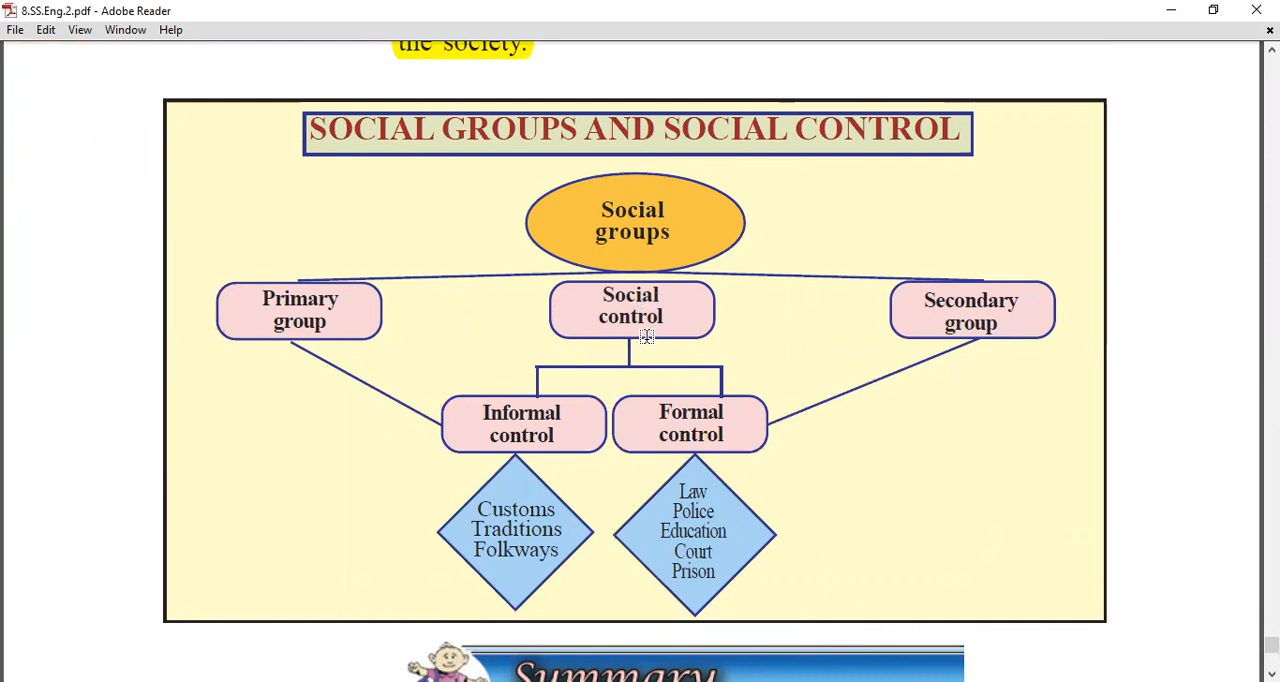 8.SS.Eng.2.pdf - Adobe Reader
File Edit View Window Help
the society.
SOCIAL GROUPS AND SOCIAL CONTROL
Social
groups
Primary
group
Social
control
Secondary
group
Informal
control
Formal
control
Customs
Traditions
Folkways
Law
Police
Education
Court
Prison
Summary